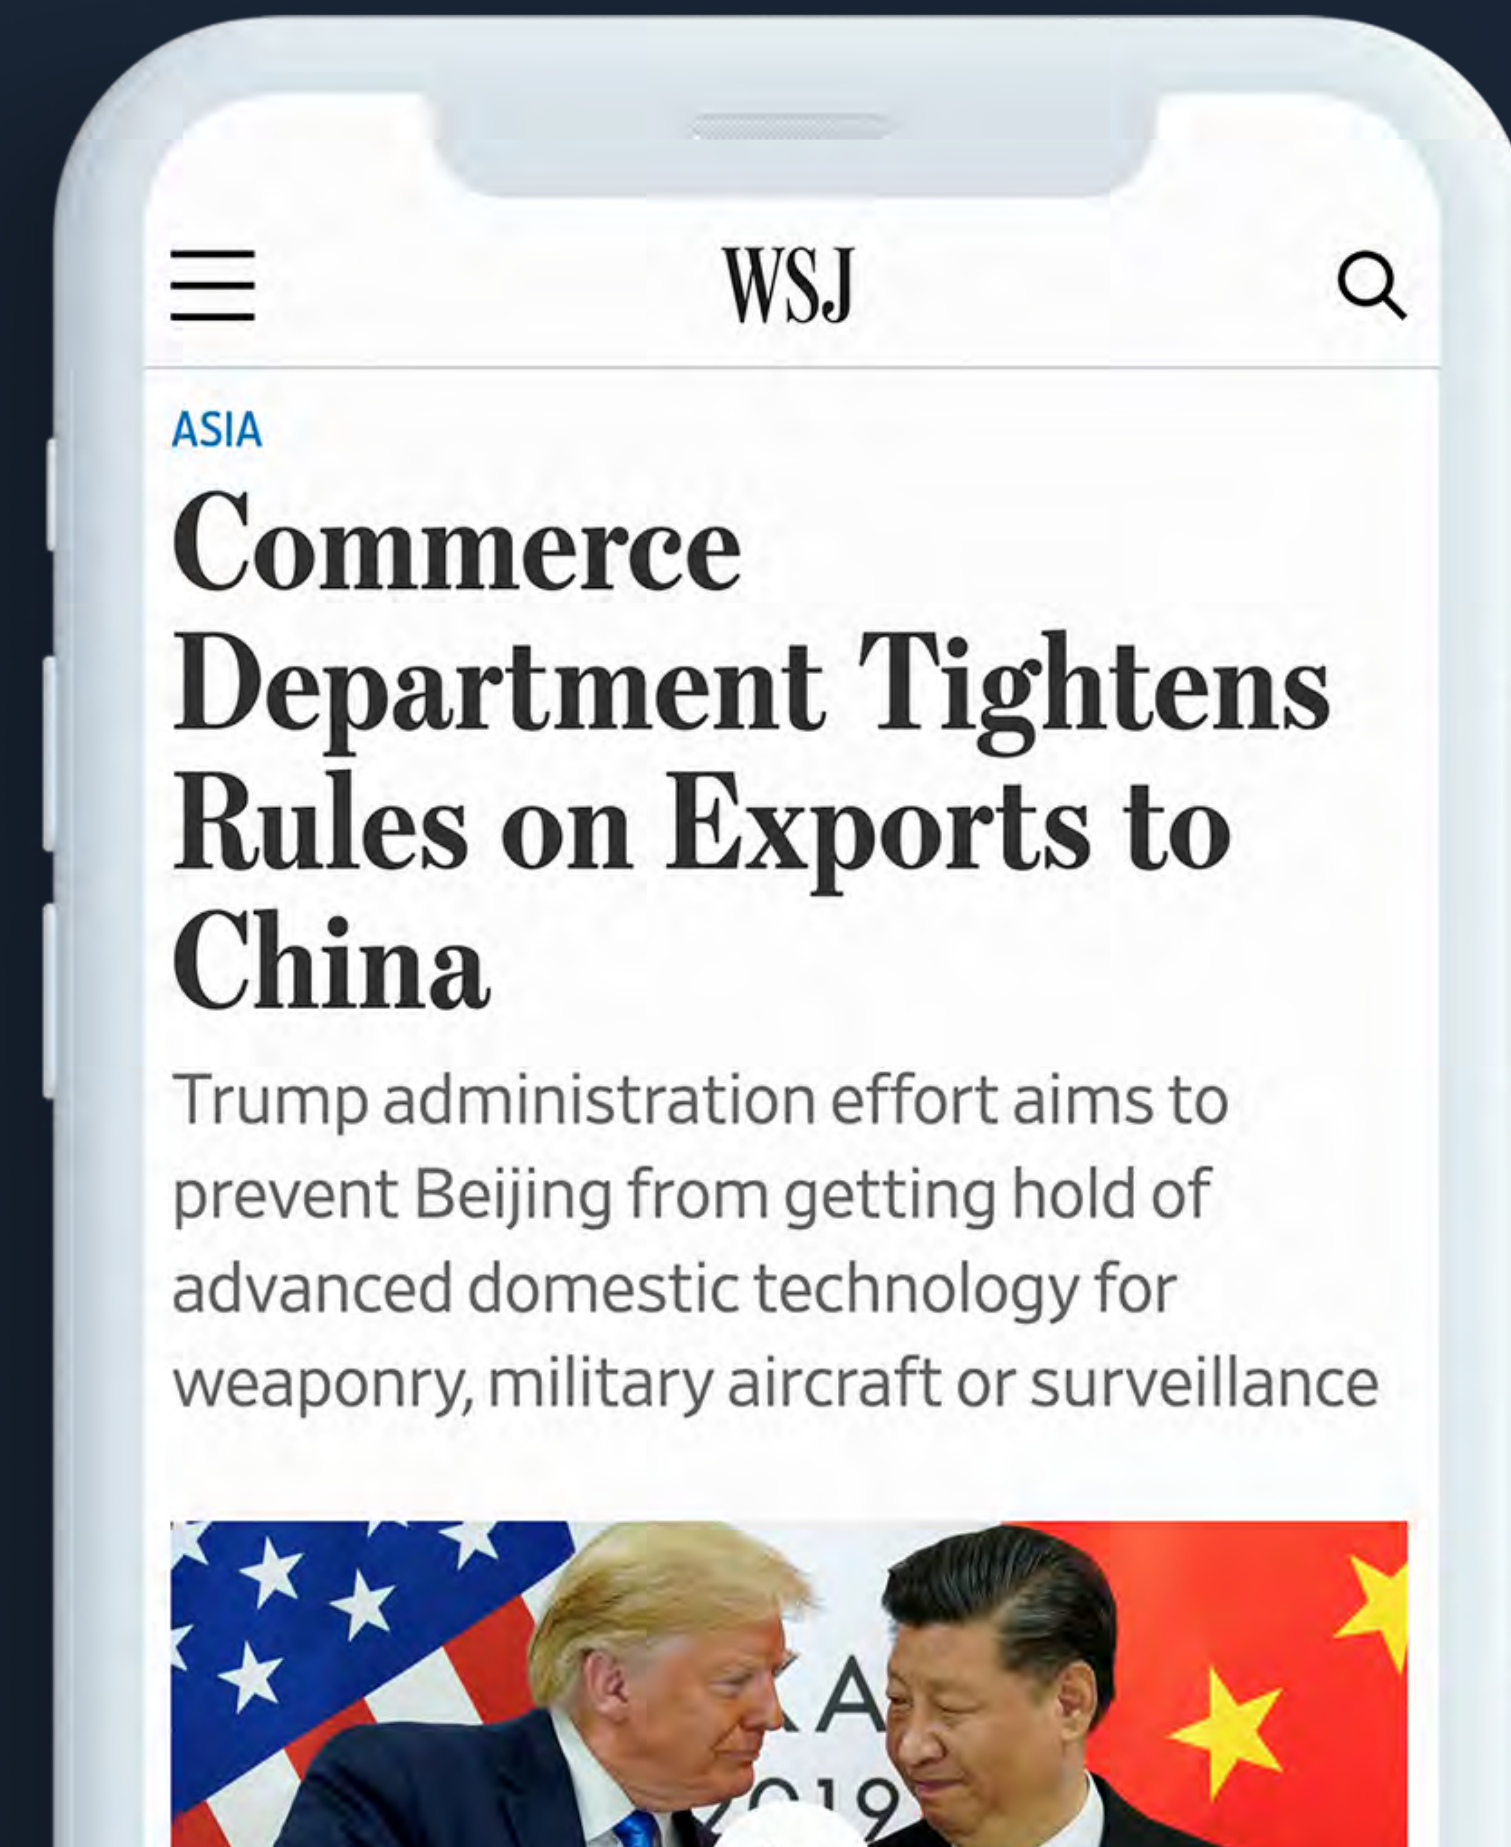 WSJ
ASIA
Commerce
Department Tightens
Rules on Exports to
China
Trump administration effort aims to
prevent Beijing from getting hold of
advanced domestic technology for
weaponry, military aircraft or surveillance
2019